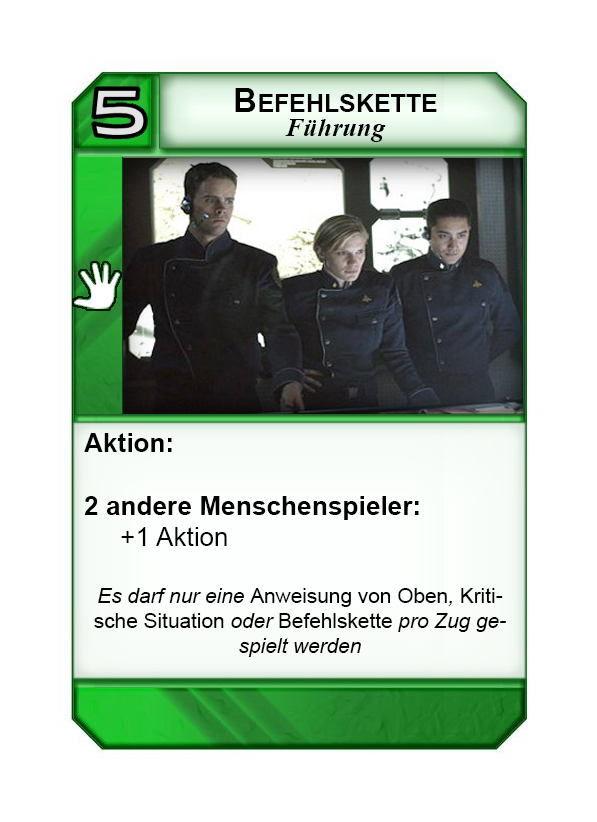 5
BEFEHLSKETTE
Führung
Aktion:
2 andere Menschenspieler:
+1 Aktion
Es darf nur eine Anweisung von Oben, Kriti-
sche Situation oder Befehlskette pro Zug ge-
spielt werden